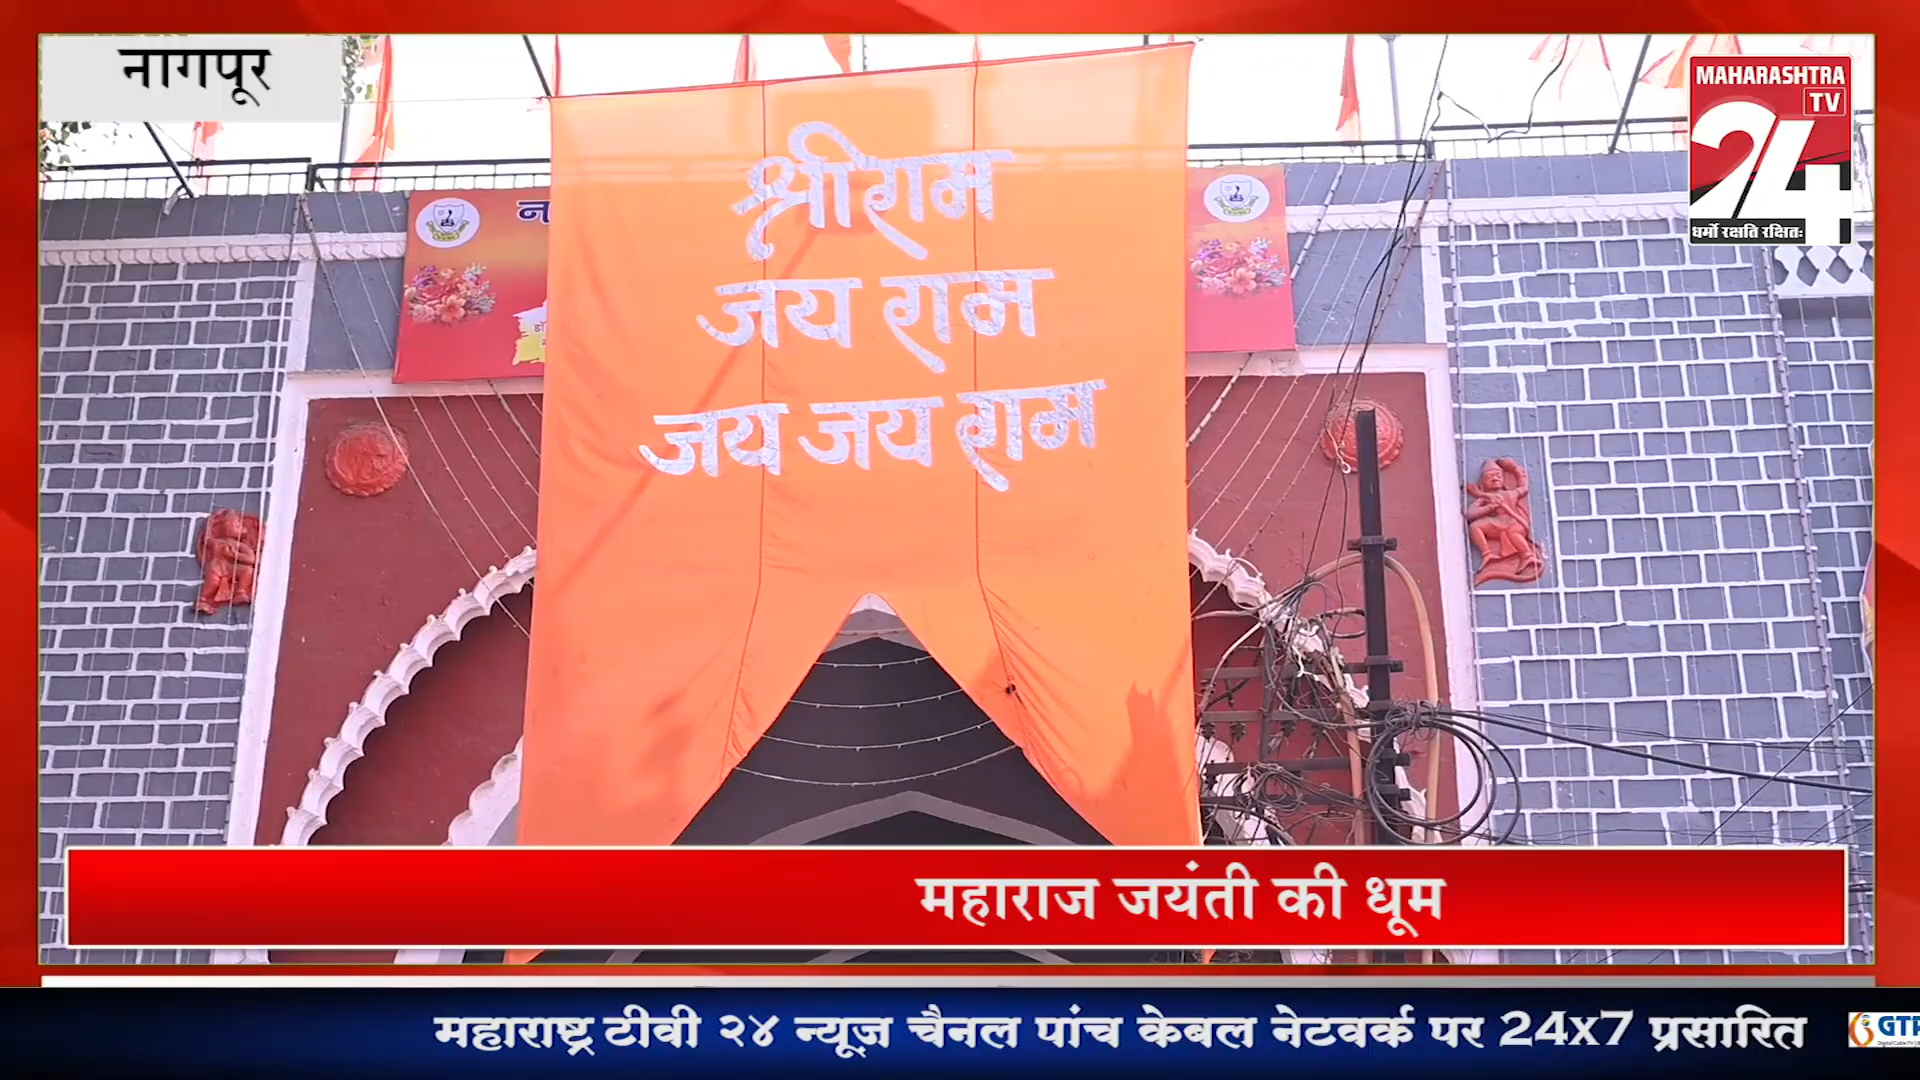 नागपूर
MAHARASHTRA
TV
24
धर्मो रक्षति रक्षितः
श्रीराम
जय राम
जय जय राम
महाराज जयंती की धूम
महाराष्ट्र टीवी २४ न्यूज़ चैनल पांच केबल नेटवर्क पर 24x7 प्रसारित